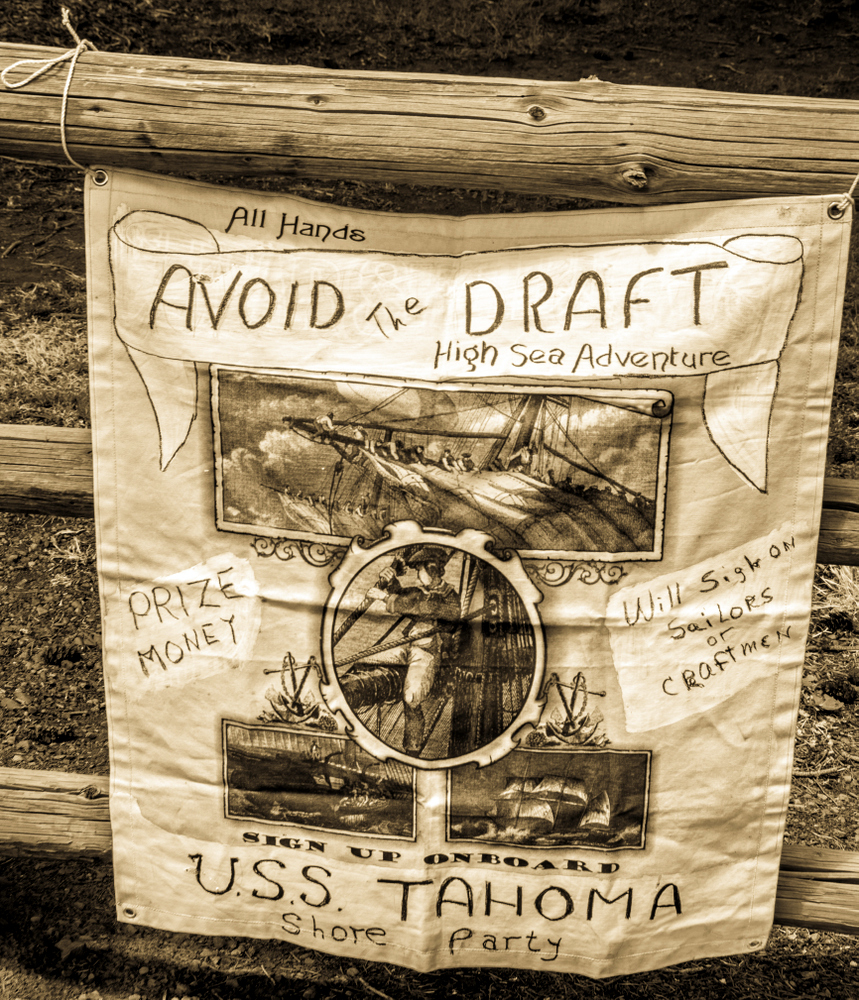 All Hands
AVOID The DRAFT
High Sea Adventure
PRIZE
MONEY
Will Sign on
Sailors
or
CRaftmen
SIGN UP ONBOARD
U.S.S. TAHOMA
Shore Party